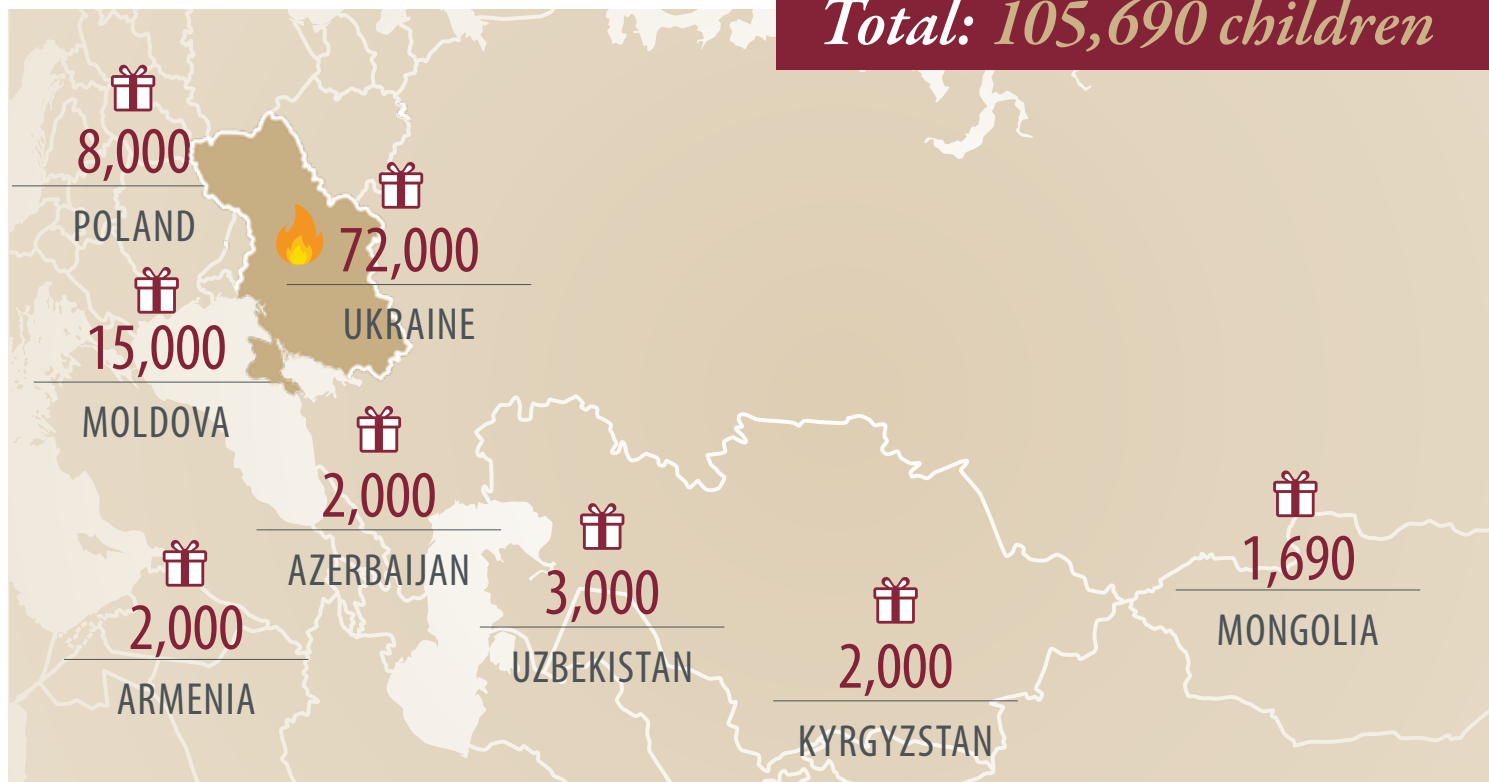 Total: 105,690 children
8,000
POLAND
72,000
UKRAINE
15,000
MOLDOVA
2,000
AZERBAIJAN
2,000
ARMENIA
3,000
UZBEKISTAN
2,000
KYRGYZSTAN
1,690
MONGOLIA